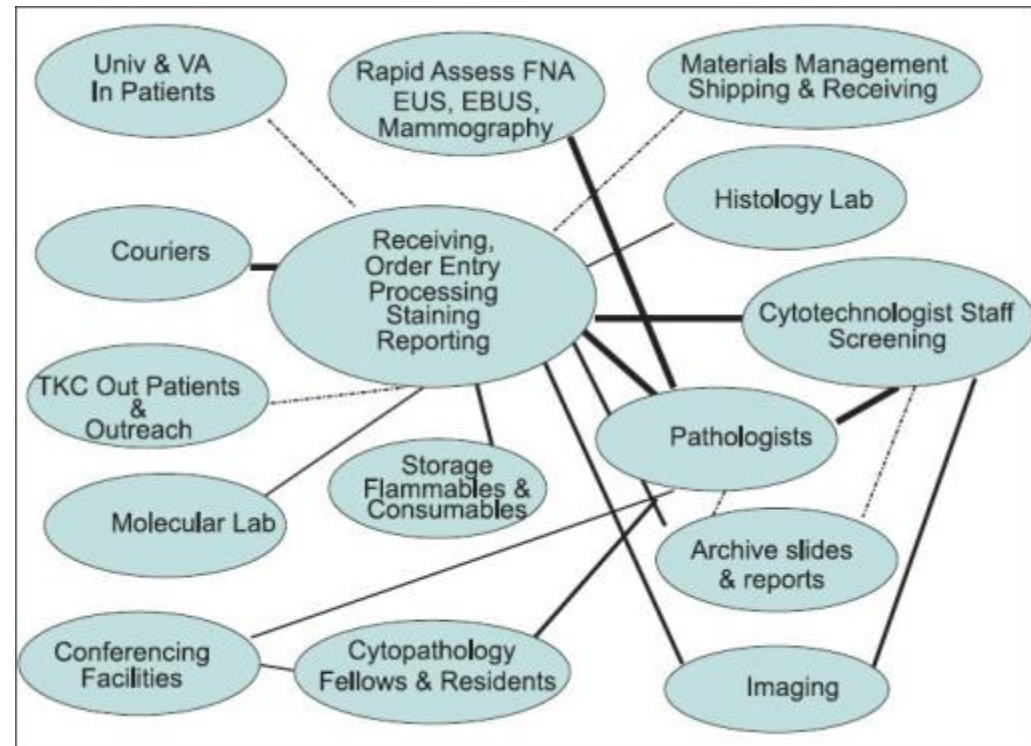 Univ & VA
In Patients
Rapid Assess FNA
EUS, EBUS,
Mammography
Materials Management
Shipping & Receiving
Histology Lab
Couriers
Receiving,
Order Entry
Processing
Staining
Reporting
Cytotechnologist Staff
Screening
TKC Out Patients
&
Outreach
Pathologists
Storage
Flammables &
Consumables
Molecular Lab
Archive slides
& reports
Conferencing
Facilities
Cytopathology
Fellows & Residents
Imaging